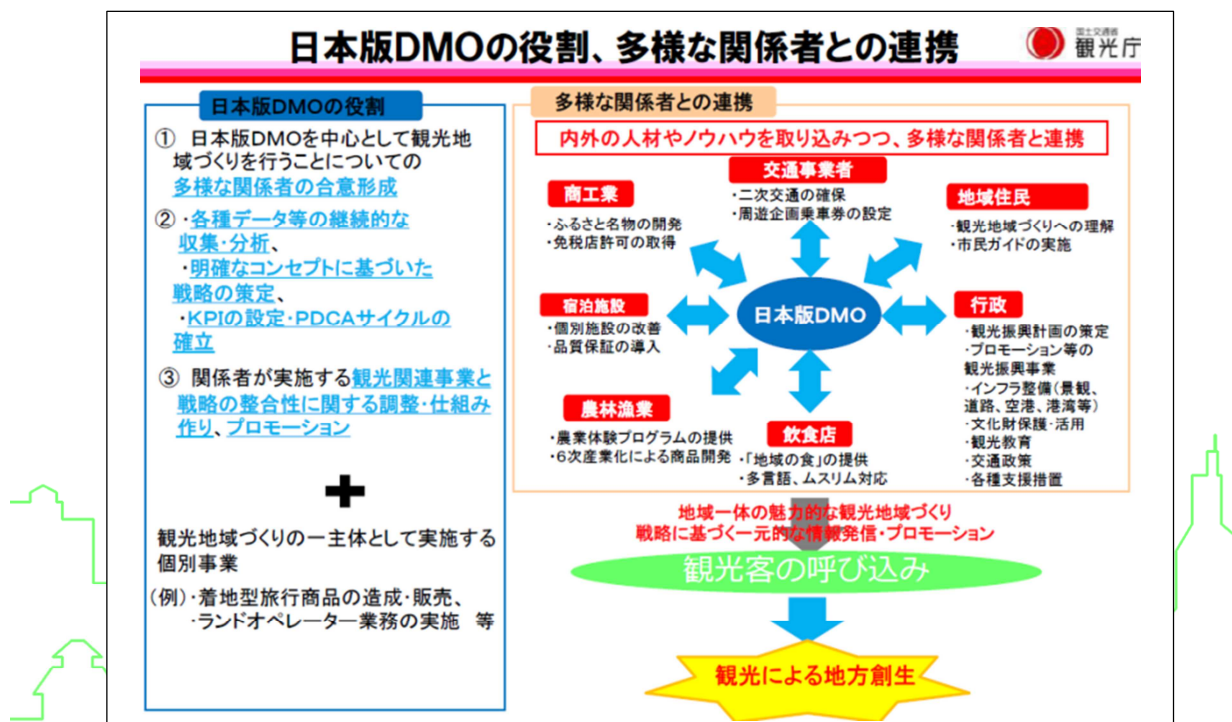 日本版DMOの役割、多様な関係者との連携
国土交通省
観光庁
日本版DMOの役割
① 日本版DMOを中心として観光地
域づくりを行うことについての
多様な関係者の合意形成
② ・各種データ等の継続的な
収集・分析、
・明確なコンセプトに基づいた
戦略の策定、
・KPIの設定・PDCAサイクルの
確立
③ 関係者が実施する観光関連事業と
戦略の整合性に関する調整・仕組み
作り、プロモーション
+
観光地域づくりの一主体として実施する
個別事業
(例)・着地型旅行商品の造成・販売、
・ランドオペレーター業務の実施 等
多様な関係者との連携
内外の人材やノウハウを取り込みつつ、多様な関係者と連携
交通事業者
・二次交通の確保
・周遊企画乗車券の設定
商工業
・ふるさと名物の開発
・免税店許可の取得
地域住民
・観光地域づくりへの理解
・市民ガイドの実施
宿泊施設
・個別施設の改善
・品質保証の導入
日本版DMO
行政
・観光振興計画の策定
・プロモーション等の
観光振興事業
・インフラ整備(景観、
道路、空港、港湾等)
・文化財保護・活用
・観光教育
・交通政策
・各種支援措置
農林漁業
・農業体験プログラムの提供
・6次産業化による商品開発
飲食店
・「地域の食」の提供
・多言語、ムスリム対応
地域一体の魅力的な観光地域づくり
戦略に基づく一元的な情報発信・プロモーション
観光客の呼び込み
観光による地方創生